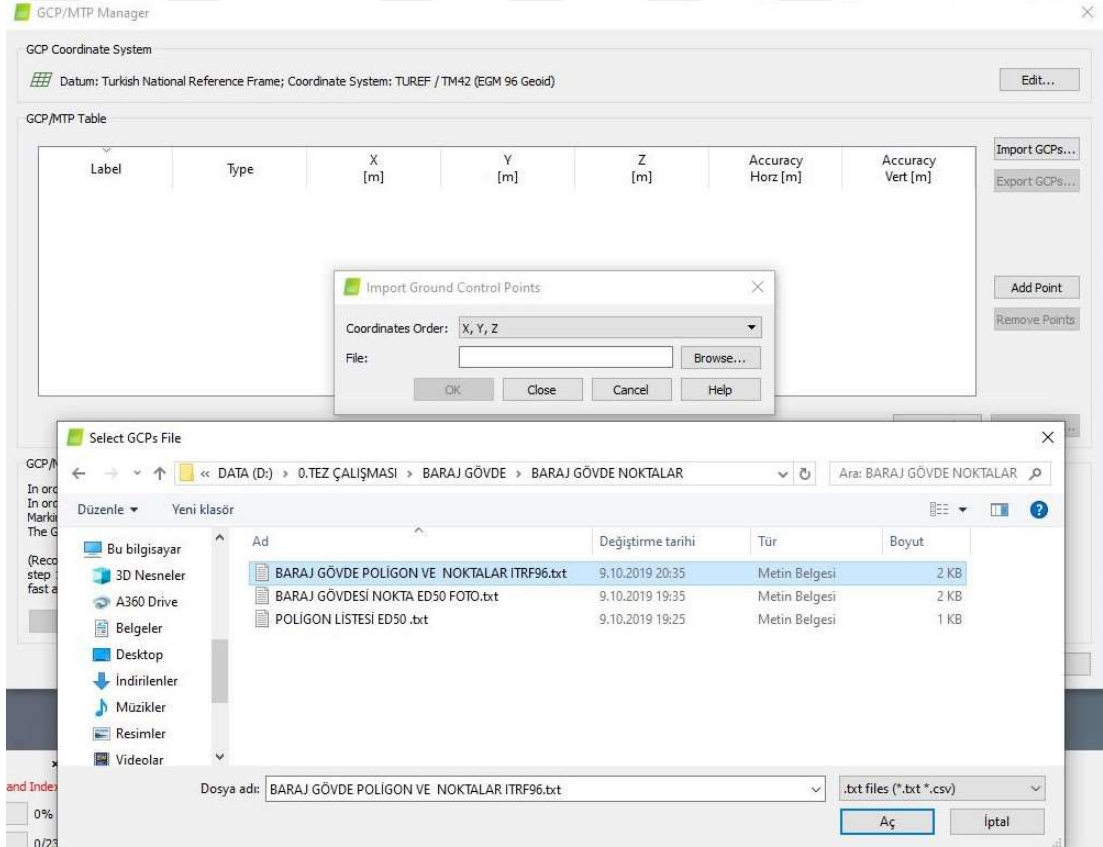 GCP/MTP Manager
GCP Coordinate System
Datum: Turkish National Reference Frame; Coordinate System: TUREF / TM42 (EGM 96 Geoid)
Edit...
GCP/MTP Table
Label Type X [m] Y [m] Z [m] Accuracy Horz [m] Accuracy Vert [m]
Import GCPs...
Export GCPs...
Add Point
Remove Points
Import Ground Control Points
Coordinates Order: X, Y, Z
File: Browse...
OK Close Cancel Help
Select GCPs File
« DATA (D:) › 0.TEZ ÇALIŞMASI › BARAJ GÖVDE › BARAJ GÖVDE NOKTALAR
Ara: BARAJ GÖVDE NOKTALAR
Düzenle Yeni klasör
Ad Değiştirme tarihi Tür Boyut
BARAJ GÖVDE POLİGON VE NOKTALAR ITRF96.txt 9.10.2019 20:35 Metin Belgesi 2 KB
BARAJ GÖVDESİ NOKTA ED50 FOTO.txt 9.10.2019 19:35 Metin Belgesi 2 KB
POLİGON LİSTESİ ED50 .txt 9.10.2019 19:25 Metin Belgesi 1 KB
Bu bilgisayar
3D Nesneler
A360 Drive
Belgeler
Desktop
İndirilenler
Müzikler
Resimler
Videolar
GCP/
In
In
The
step
fast
and
0%
Dosya adı: BARAJ GÖVDE POLİGON VE NOKTALAR ITRF96.txt
.txt files (*.txt *.csv)
Aç İptal